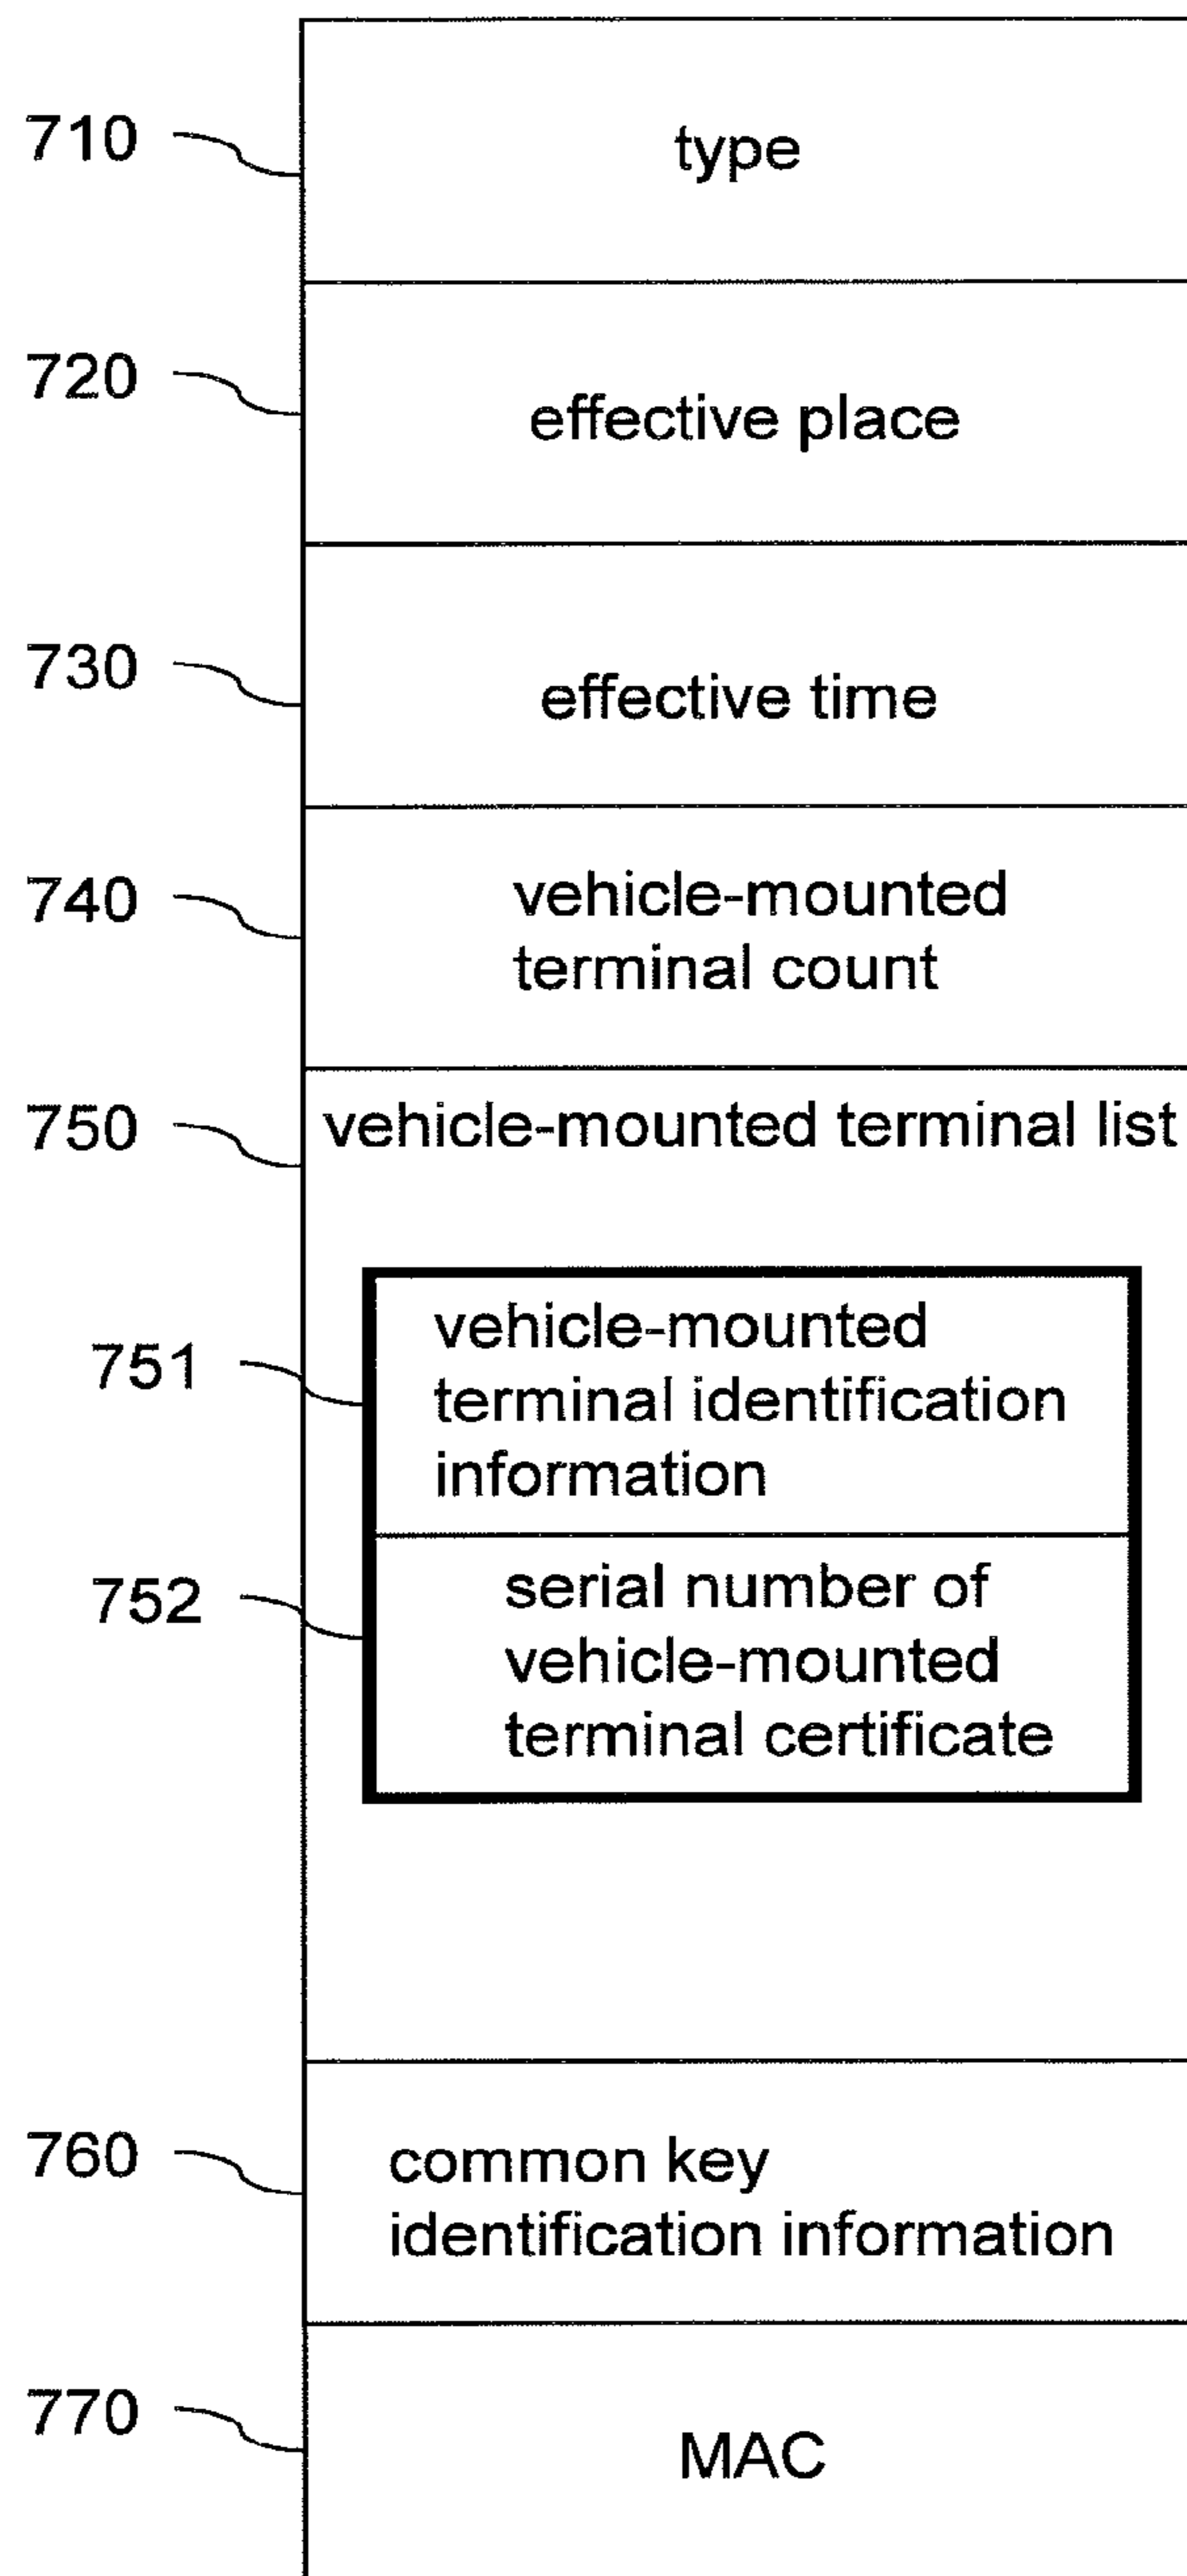 710
type
720
effective place
730
effective time
740
vehicle-mounted
terminal count
750
vehicle-mounted terminal list
751
vehicle-mounted
terminal identification
information
752
serial number of
vehicle-mounted
terminal certificate
760
common key
identification information
770
MAC